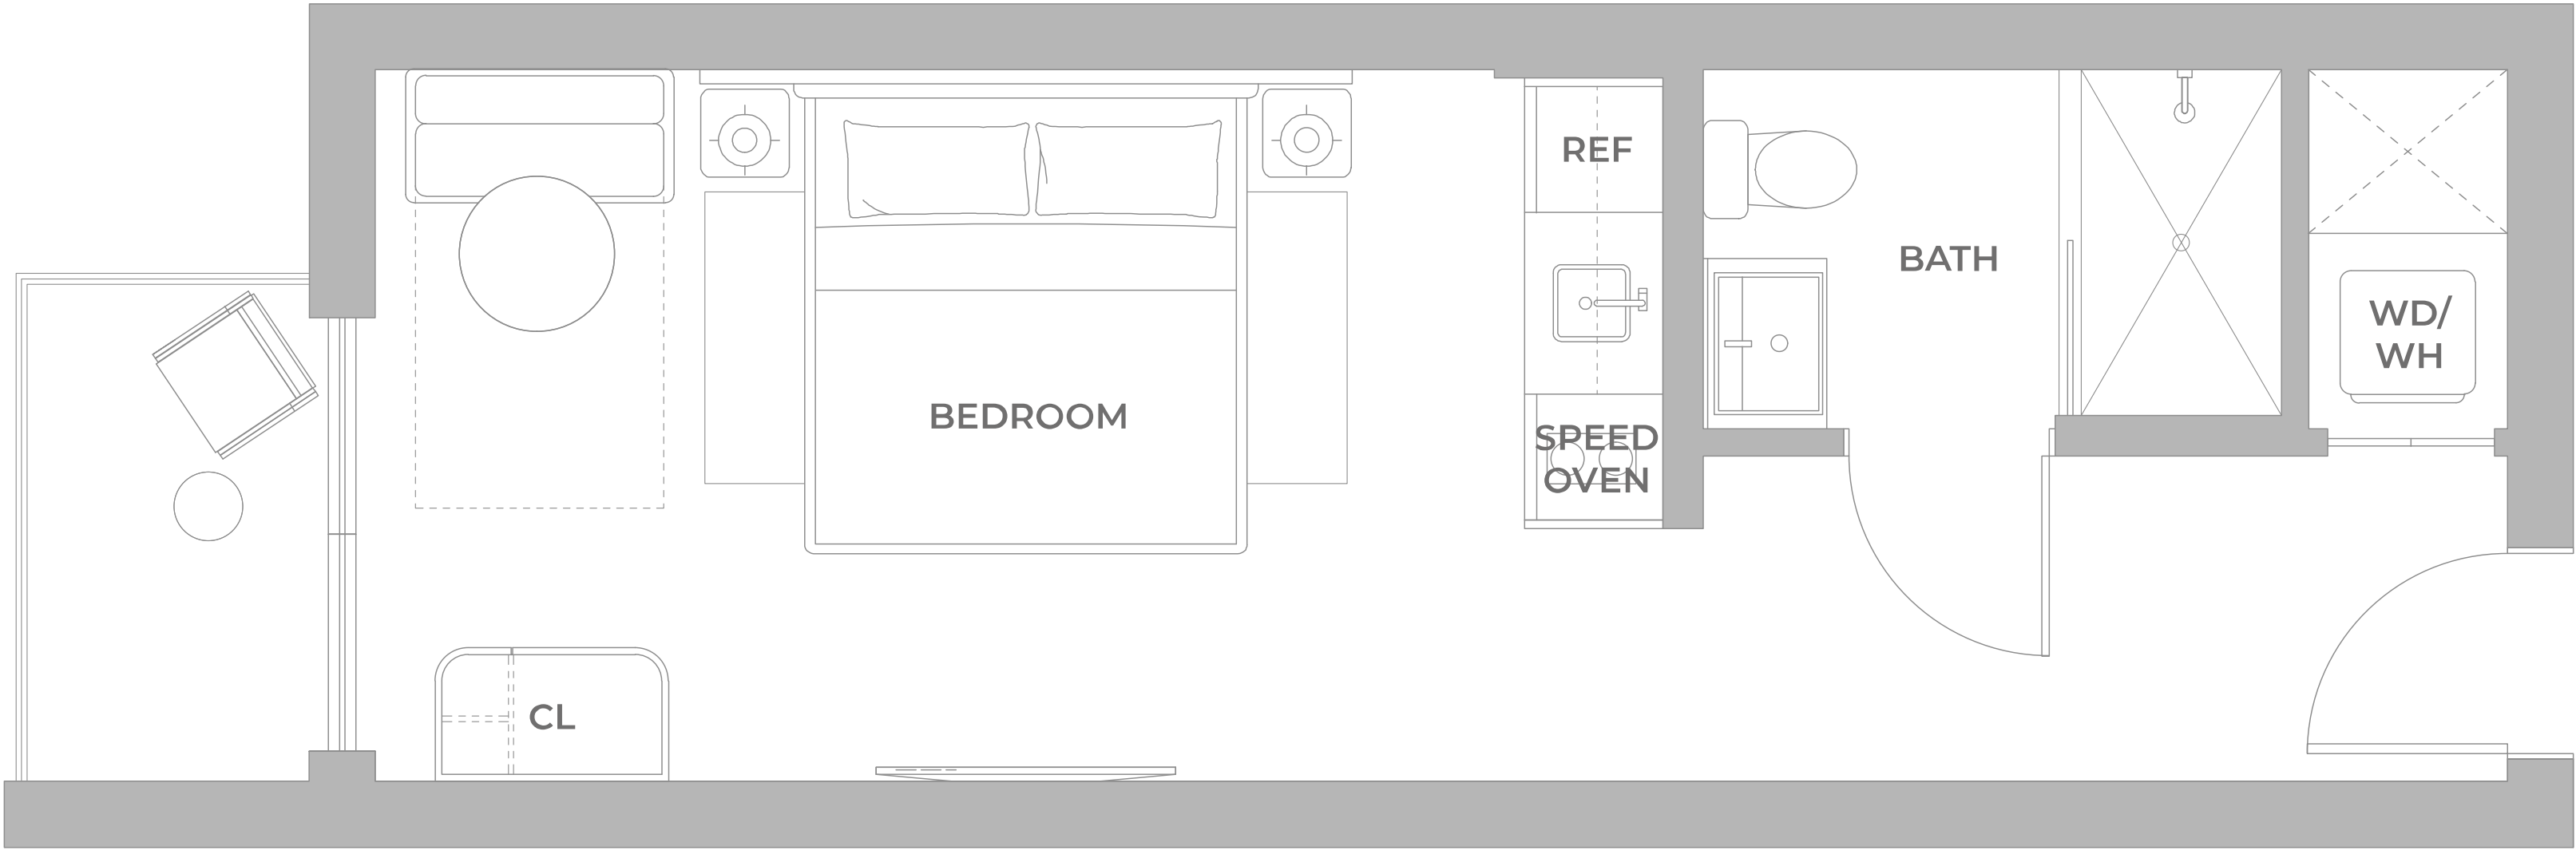 REF
BATH
WD/
WH
BEDROOM
SPEED
OVEN
CL